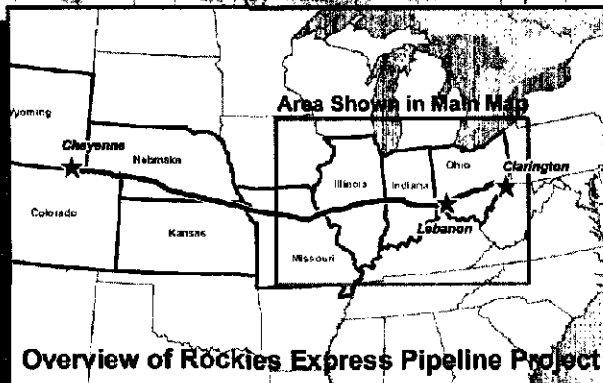 Area Shown in Main Map
Wyoming
Cheyenne
Nebraska
Illinois
Indiana
Ohio
Clarington
Colorado
Kansas
Missouri
Lebanon
Overview of Rockies Express Pipeline Project